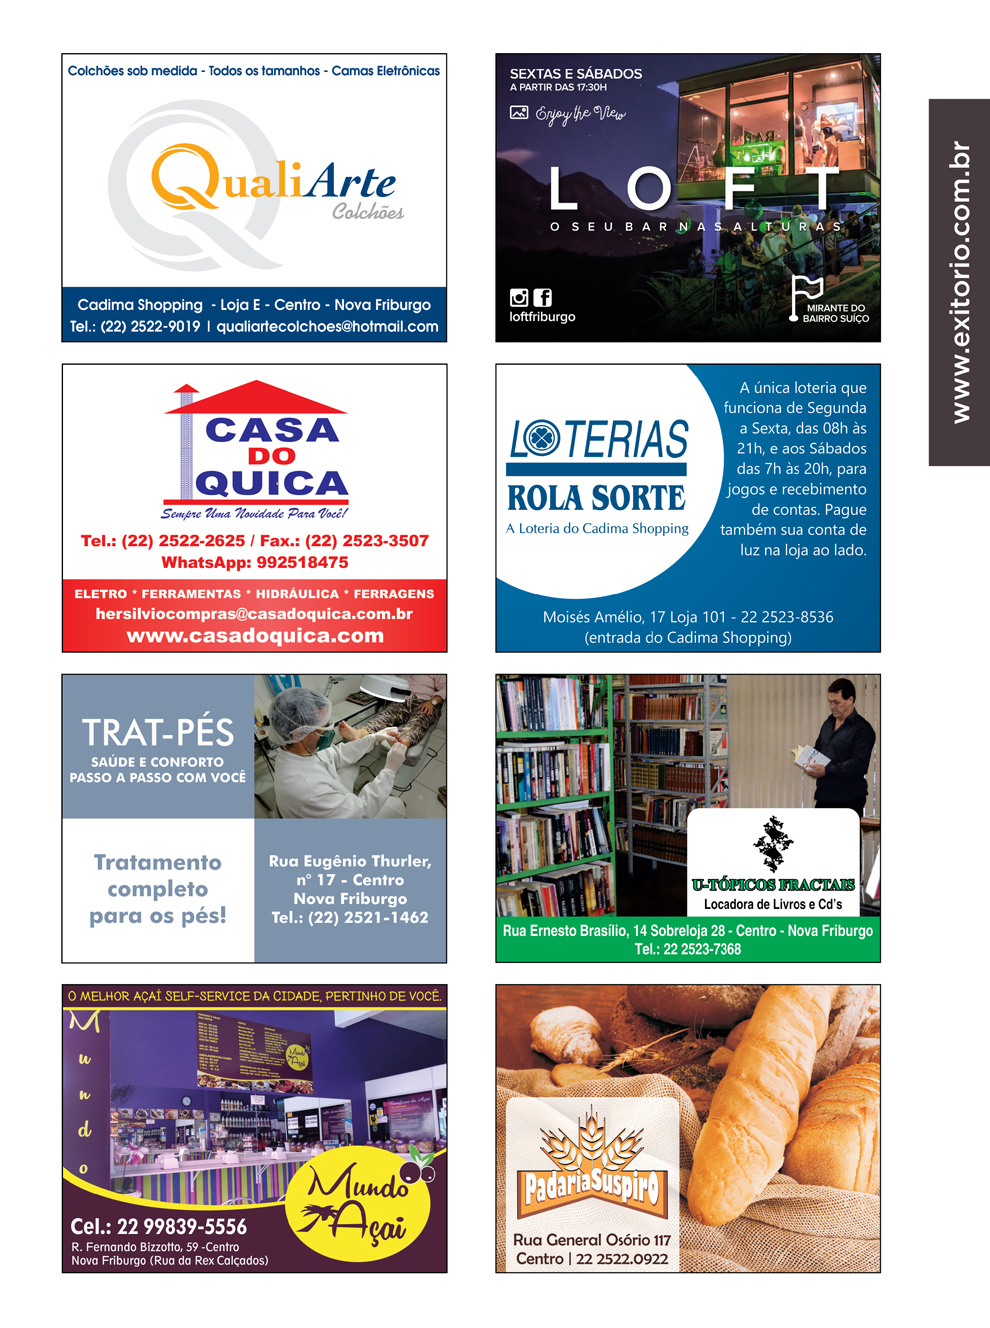 Colchões sob medida - Todos os tamanhos - Camas Eletrônicas
QualiArte
Colchões
Cadima Shopping - Loja E - Centro - Nova Friburgo
Tel.: (22) 2522-9019 | qualiartecolchoes@hotmail.com
SEXTAS E SÁBADOS
A PARTIR DAS 17:30H
Enjoy the View
LOFT
O SEU BAR NAS ALTURAS
loftfriburgo
MIRANTE DO
BAIRRO SUÍÇO
www.exitorio.com.br
CASA
DO
QUICA
Sempre Uma Novidade Para Você!
Tel.: (22) 2522-2625 / Fax.: (22) 2523-3507
WhatsApp: 992518475
ELETRO * FERRAMENTAS * HIDRÁULICA * FERRAGENS
hersilviocompras@casadoquica.com.br
www.casadoquica.com
LOTERIAS
ROLA SORTE
A Loteria do Cadima Shopping
A única loteria que
funciona de Segunda
a Sexta, das 08h às
21h, e aos Sábados
das 7h às 20h, para
jogos e recebimento
de contas. Pague
também sua conta de
luz na loja ao lado.
Moisés Amélio, 17 Loja 101 - 22 2523-8536
(entrada do Cadima Shopping)
TRAT-PÉS
SAÚDE E CONFORTO
PASSO A PASSO COM VOCÊ
Tratamento
completo
para os pés!
Rua Eugênio Thurler,
n° 17 - Centro
Nova Friburgo
Tel.: (22) 2521-1462
U-TÓPICOS FRACTAIS
Locadora de Livros e Cd's
Rua Ernesto Brasílio, 14 Sobreloja 28 - Centro - Nova Friburgo
Tel.: 22 2523-7368
O MELHOR AÇAÍ SELF-SERVICE DA CIDADE, PERTINHO DE VOCÊ.
Mundo
Mundo
Açaí
Mundo
Açaí
Cel.: 22 99839-5556
R. Fernando Bizzotto, 59 -Centro
Nova Friburgo (Rua da Rex Calçados)
Padaria Suspiro
Rua General Osório 117
Centro | 22 2522.0922